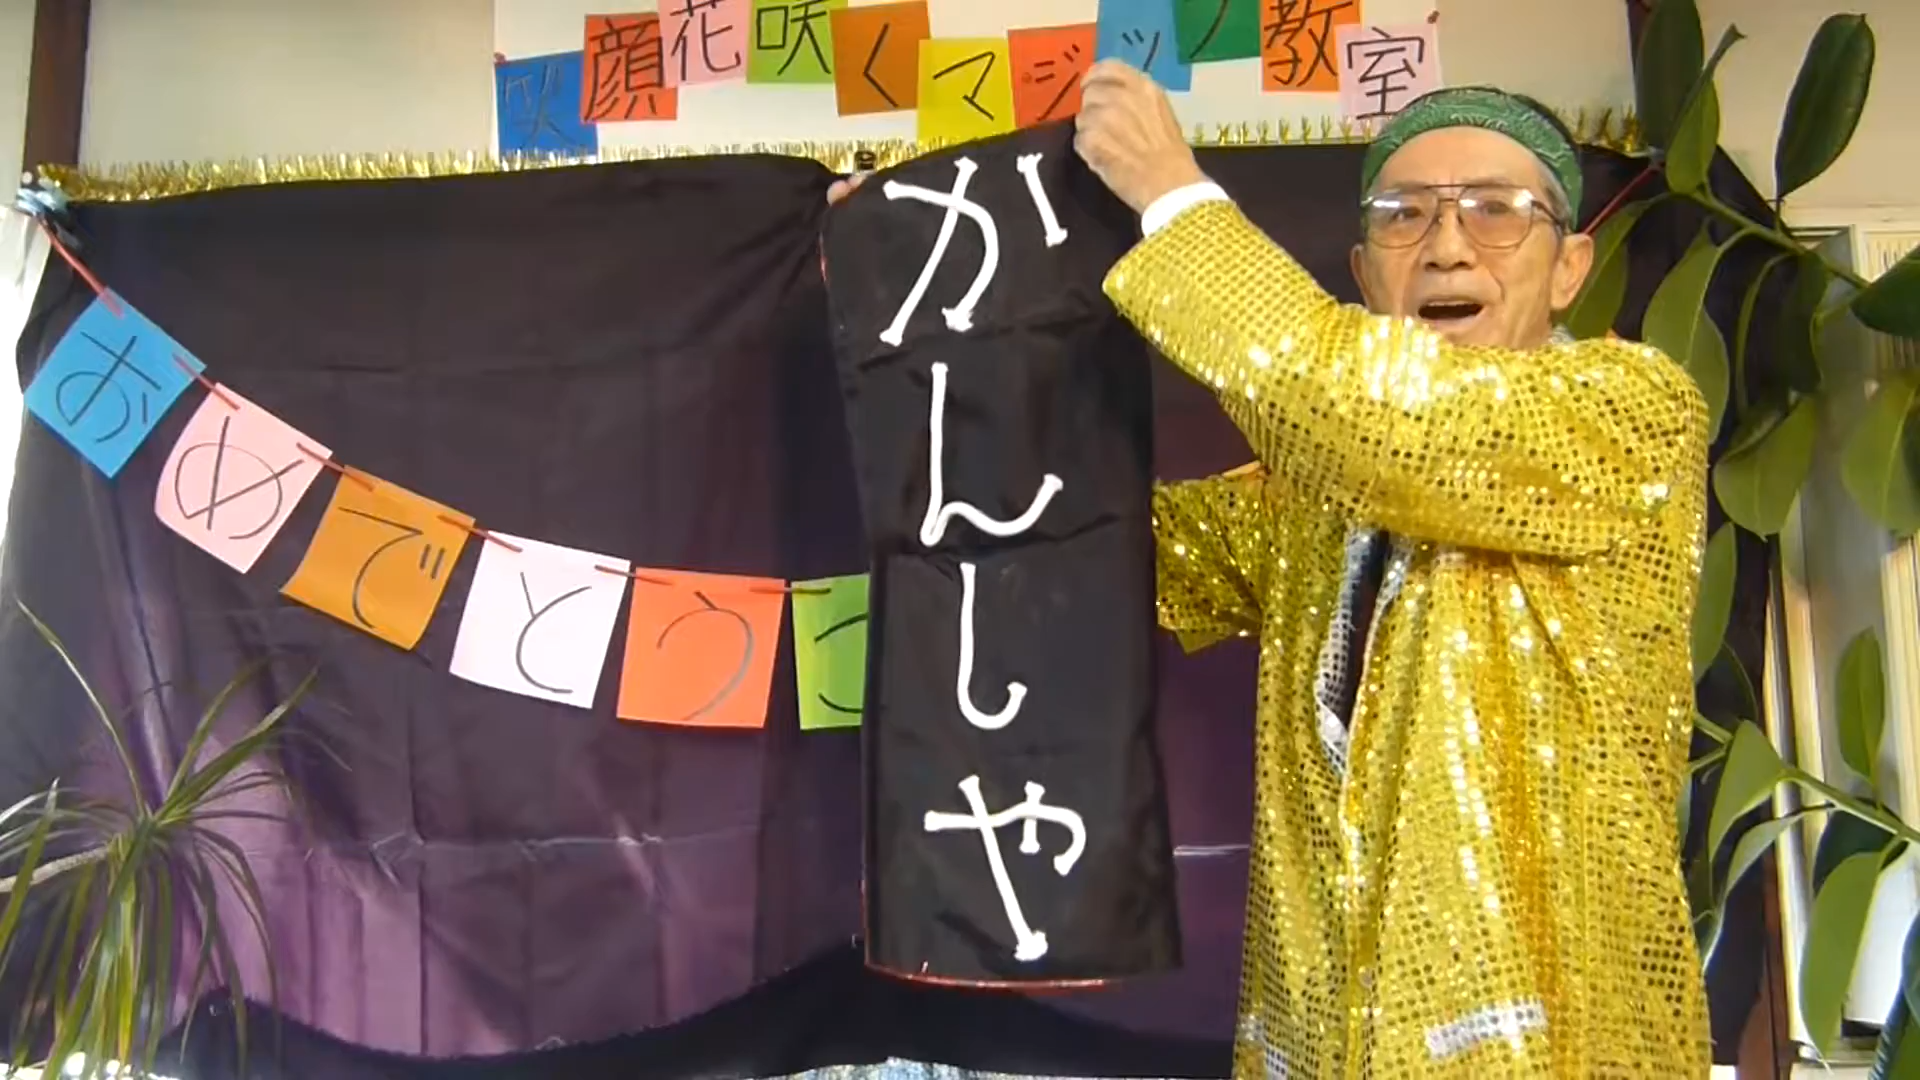 笑顔花咲くマジック教室
かんしゃ
おめでとうご